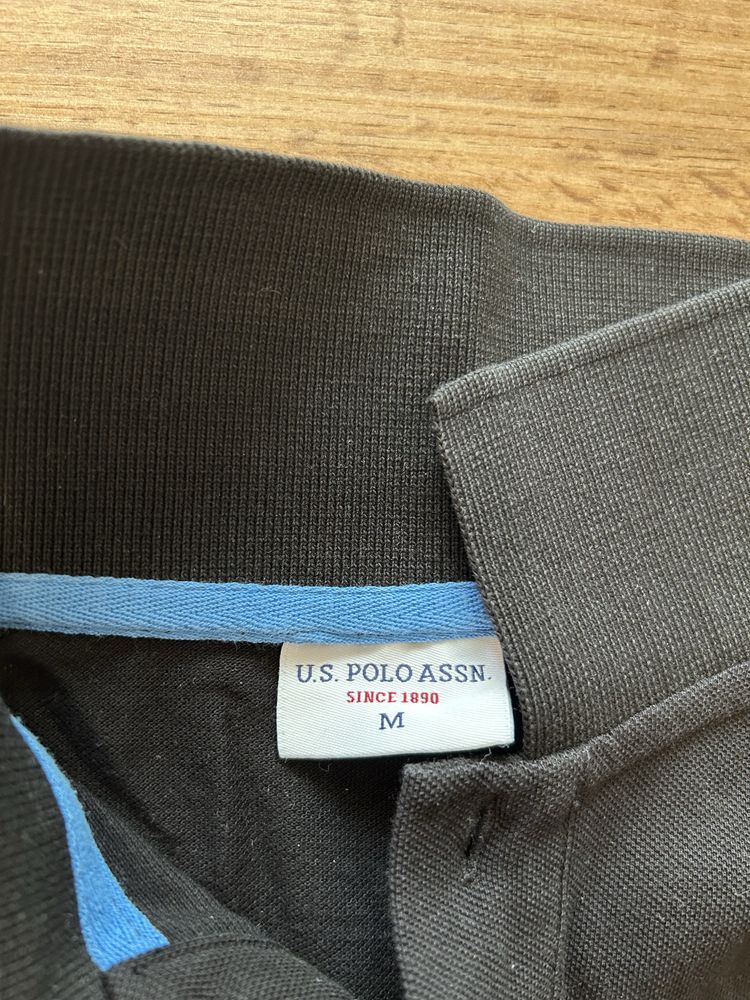 U.S. POLO ASSN.
SINCE 1890
M